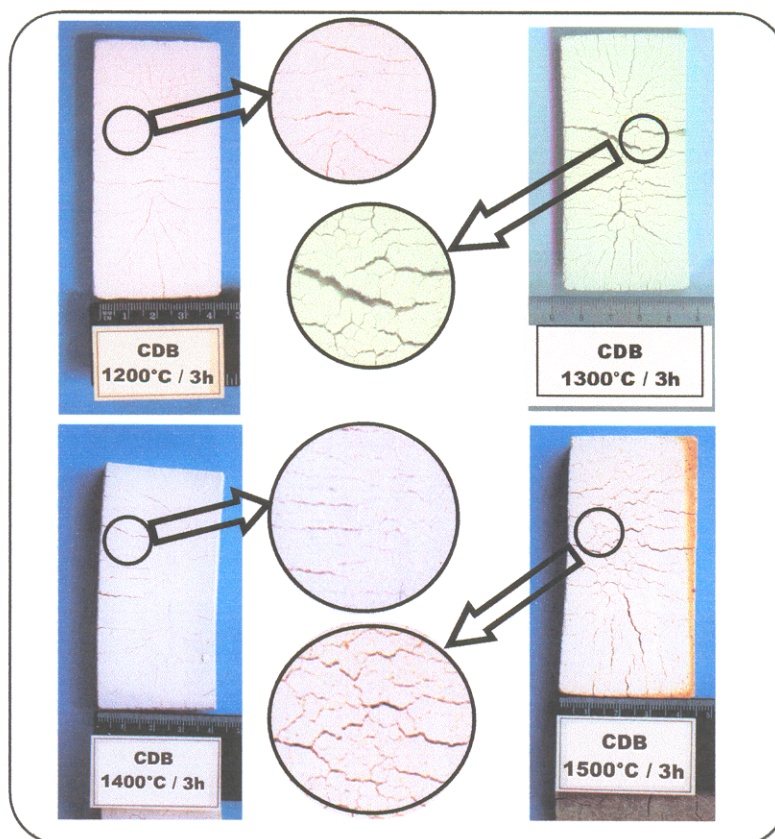 CDB
1200°C / 3h
CDB
1300°C / 3h
CDB
1400°C / 3h
CDB
1500°C / 3h